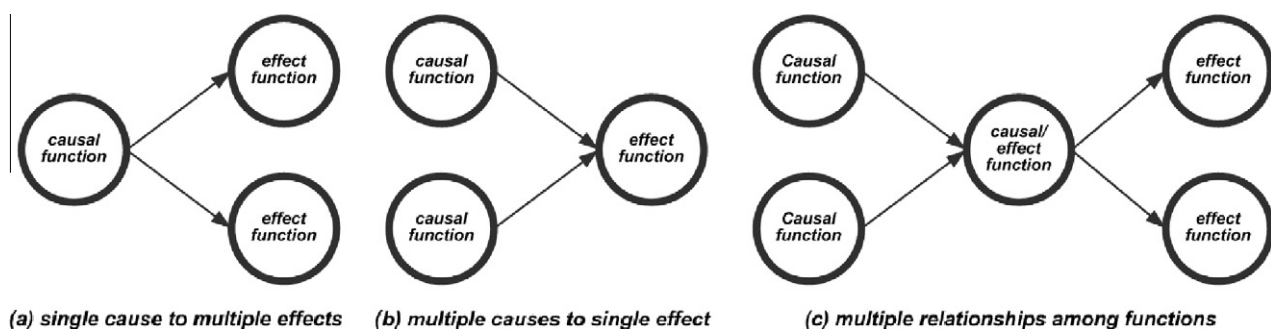 causal
function
effect
function
effect
function
(a) single cause to multiple effects
causal
function
causal
function
effect
function
(b) multiple causes to single effect
Causal
function
Causal
function
causal/
effect
function
effect
function
effect
function
(c) multiple relationships among functions